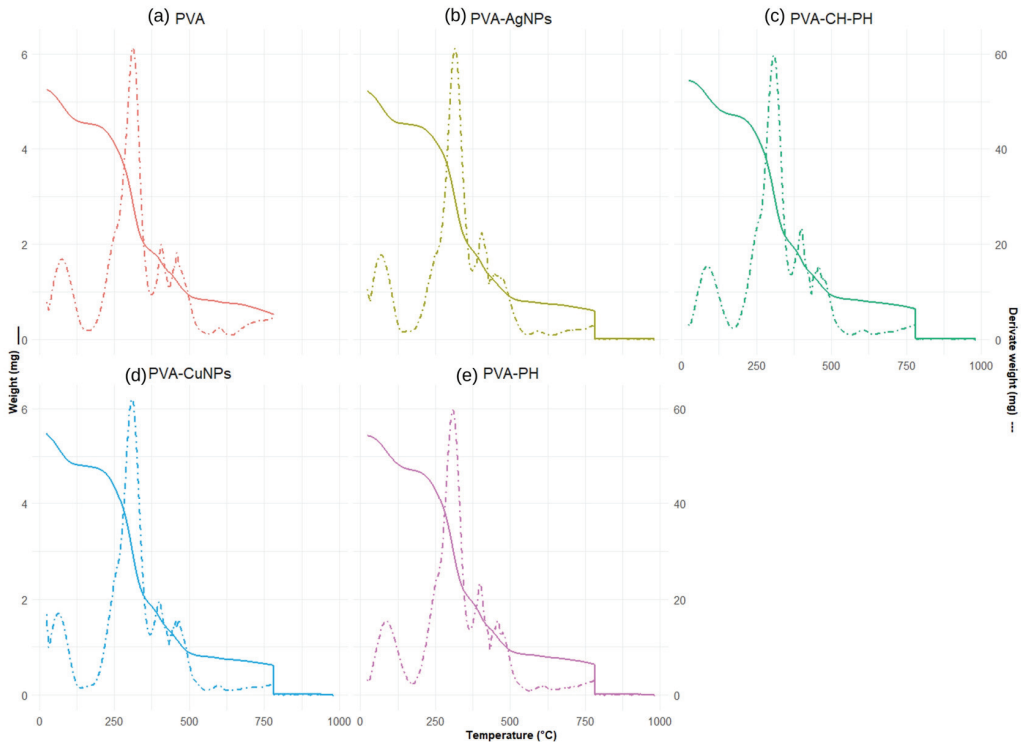 (a) PVA
(b) PVA-AgNPs
(c) PVA-CH-PH
6
4
2
0
60
40
20
0
(d) PVA-CuNPs
(e) PVA-PH
6
4
2
0
60
40
20
0
0 250 500 750 1000
0 250 500 750 1000
0 250 500 750 1000
Weight (mg)
Temperature (°C)
Derivate weight (mg) ---